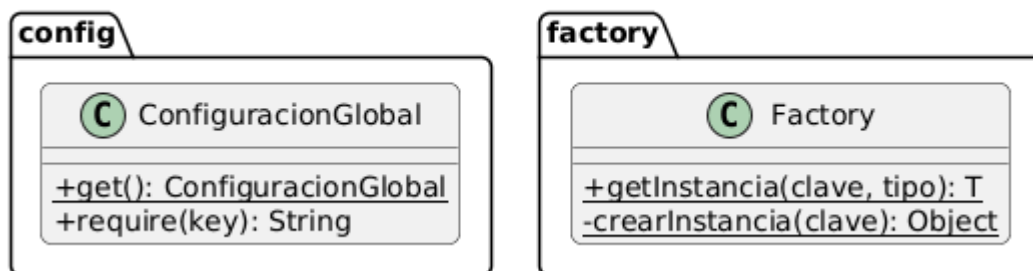 config
C ConfiguracionGlobal
+get(): ConfiguracionGlobal
+require(key): String
factory
C Factory
+getInstancia(clave, tipo): T
-crearInstancia(clave): Object